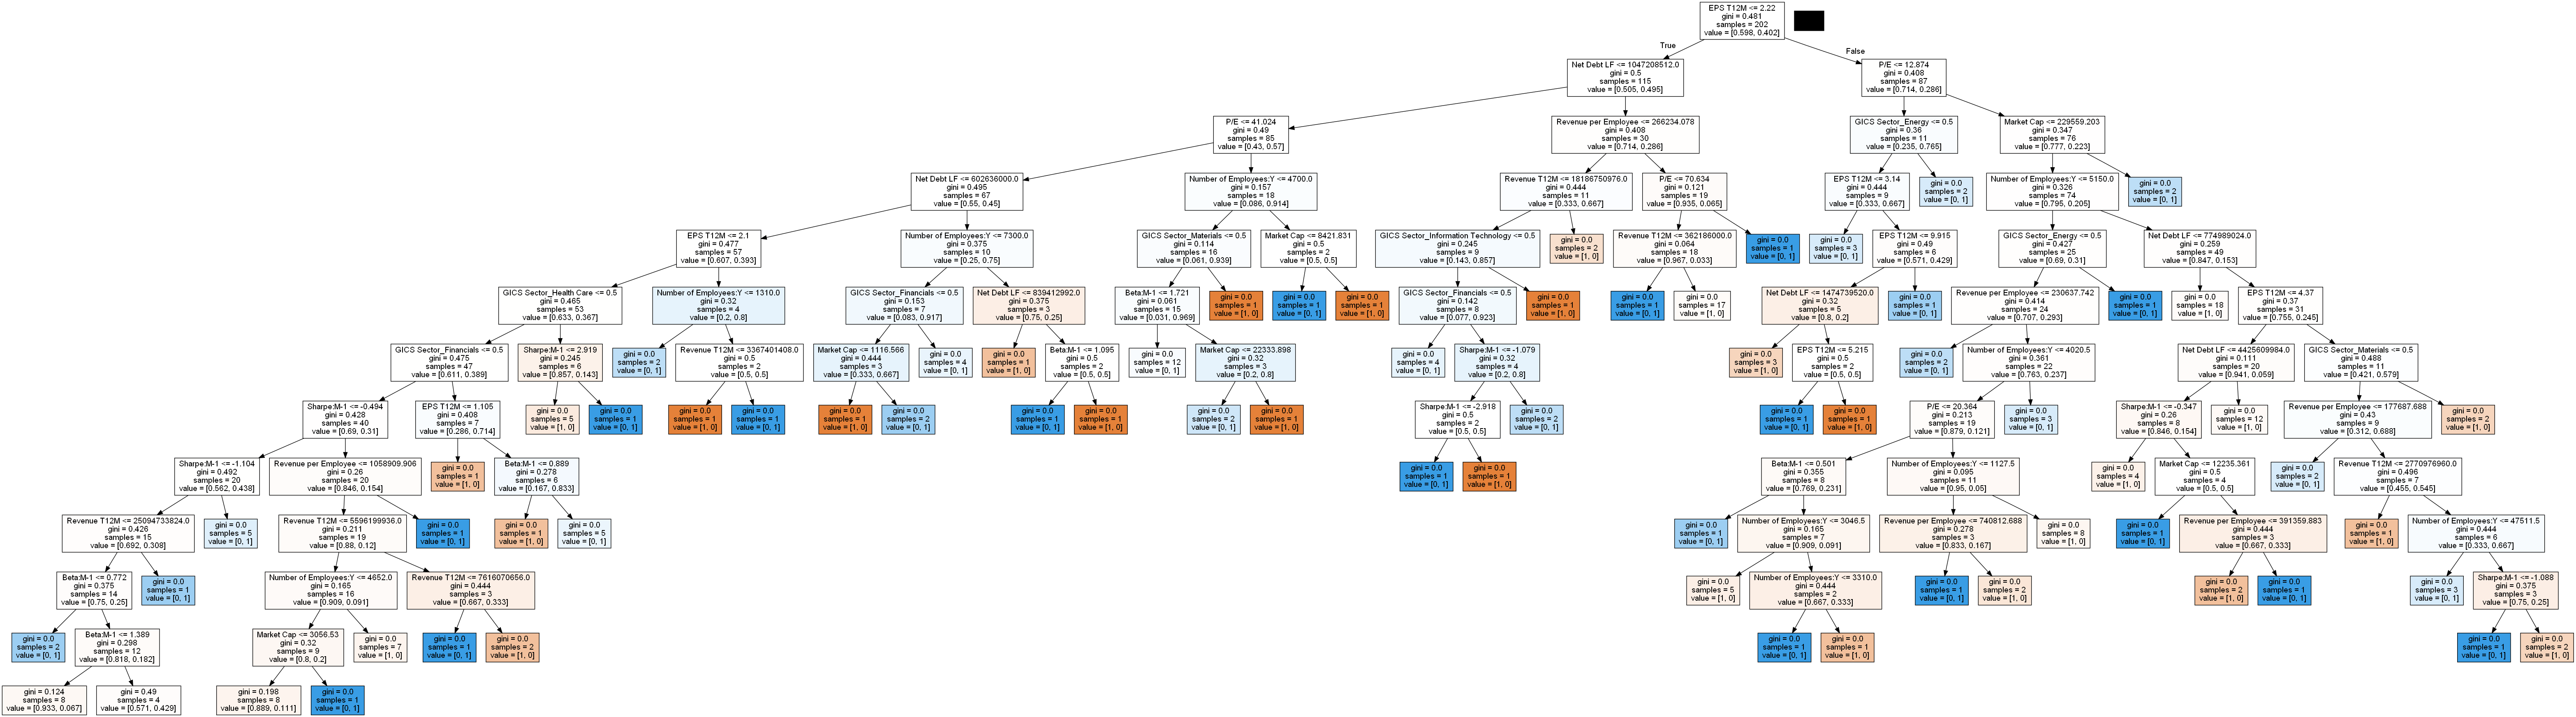 EPS T12M <= 2.22
gini = 0.481
samples = 202
value = [0.598, 0.402]
True
False
Net Debt LF <= 1047208512.0
gini = 0.5
samples = 115
value = [0.505, 0.495]
P/E <= 12.874
gini = 0.408
samples = 87
value = [0.714, 0.286]
P/E <= 41.024
gini = 0.49
samples = 85
value = [0.43, 0.57]
Revenue per Employee <= 266234.078
gini = 0.408
samples = 30
value = [0.714, 0.286]
GICS Sector_Energy <= 0.5
gini = 0.36
samples = 11
value = [0.235, 0.765]
Market Cap <= 229559.203
gini = 0.347
samples = 76
value = [0.777, 0.223]
Net Debt LF <= 602636000.0
gini = 0.495
samples = 67
value = [0.55, 0.45]
Number of Employees:Y <= 4700.0
gini = 0.157
samples = 18
value = [0.086, 0.914]
Revenue T12M <= 18186750976.0
gini = 0.444
samples = 11
value = [0.333, 0.667]
P/E <= 70.634
gini = 0.121
samples = 19
value = [0.935, 0.065]
EPS T12M <= 3.14
gini = 0.444
samples = 9
value = [0.333, 0.667]
gini = 0.0
samples = 2
value = [0, 1]
Number of Employees:Y <= 5150.0
gini = 0.326
samples = 74
value = [0.795, 0.205]
gini = 0.0
samples = 2
value = [0, 1]
EPS T12M <= 2.1
gini = 0.477
samples = 57
value = [0.607, 0.393]
Number of Employees:Y <= 7300.0
gini = 0.375
samples = 10
value = [0.25, 0.75]
GICS Sector_Materials <= 0.5
gini = 0.114
samples = 16
value = [0.061, 0.939]
Market Cap <= 8421.831
gini = 0.5
samples = 2
value = [0.5, 0.5]
GICS Sector_Information Technology <= 0.5
gini = 0.245
samples = 9
value = [0.143, 0.857]
gini = 0.0
samples = 2
value = [1, 0]
Revenue T12M <= 362186000.0
gini = 0.064
samples = 18
value = [0.967, 0.033]
gini = 0.0
samples = 1
value = [0, 1]
gini = 0.0
samples = 3
value = [0, 1]
EPS T12M <= 9.915
gini = 0.49
samples = 6
value = [0.571, 0.429]
GICS Sector_Energy <= 0.5
gini = 0.427
samples = 25
value = [0.69, 0.31]
Net Debt LF <= 774989024.0
gini = 0.259
samples = 49
value = [0.847, 0.153]
GICS Sector_Health Care <= 0.5
gini = 0.465
samples = 53
value = [0.633, 0.367]
Number of Employees:Y <= 1310.0
gini = 0.32
samples = 4
value = [0.2, 0.8]
GICS Sector_Financials <= 0.5
gini = 0.153
samples = 7
value = [0.083, 0.917]
Net Debt LF <= 839412992.0
gini = 0.375
samples = 3
value = [0.75, 0.25]
Beta:M-1 <= 1.721
gini = 0.061
samples = 15
value = [0.031, 0.969]
gini = 0.0
samples = 1
value = [1, 0]
gini = 0.0
samples = 1
value = [0, 1]
gini = 0.0
samples = 1
value = [1, 0]
GICS Sector_Financials <= 0.5
gini = 0.142
samples = 8
value = [0.077, 0.923]
gini = 0.0
samples = 1
value = [1, 0]
gini = 0.0
samples = 1
value = [0, 1]
gini = 0.0
samples = 17
value = [1, 0]
Net Debt LF <= 1474739520.0
gini = 0.32
samples = 5
value = [0.8, 0.2]
gini = 0.0
samples = 1
value = [0, 1]
Revenue per Employee <= 230637.742
gini = 0.414
samples = 24
value = [0.707, 0.293]
gini = 0.0
samples = 1
value = [0, 1]
gini = 0.0
samples = 18
value = [1, 0]
EPS T12M <= 4.37
gini = 0.37
samples = 31
value = [0.755, 0.245]
GICS Sector_Financials <= 0.5
gini = 0.475
samples = 47
value = [0.611, 0.389]
Sharpe:M-1 <= 2.919
gini = 0.245
samples = 6
value = [0.857, 0.143]
gini = 0.0
samples = 2
value = [0, 1]
Revenue T12M <= 3367401408.0
gini = 0.5
samples = 2
value = [0.5, 0.5]
Market Cap <= 1116.566
gini = 0.444
samples = 3
value = [0.333, 0.667]
gini = 0.0
samples = 4
value = [0, 1]
gini = 0.0
samples = 1
value = [1, 0]
Beta:M-1 <= 1.095
gini = 0.5
samples = 2
value = [0.5, 0.5]
gini = 0.0
samples = 12
value = [0, 1]
Market Cap <= 22333.898
gini = 0.32
samples = 3
value = [0.2, 0.8]
gini = 0.0
samples = 4
value = [0, 1]
Sharpe:M-1 <= -1.079
gini = 0.32
samples = 4
value = [0.2, 0.8]
gini = 0.0
samples = 3
value = [1, 0]
EPS T12M <= 5.215
gini = 0.5
samples = 2
value = [0.5, 0.5]
gini = 0.0
samples = 2
value = [0, 1]
Number of Employees:Y <= 4020.5
gini = 0.361
samples = 22
value = [0.763, 0.237]
Net Debt LF <= 4425609984.0
gini = 0.111
samples = 20
value = [0.941, 0.059]
GICS Sector_Materials <= 0.5
gini = 0.488
samples = 11
value = [0.421, 0.579]
Sharpe:M-1 <= -0.494
gini = 0.428
samples = 40
value = [0.69, 0.31]
EPS T12M <= 1.105
gini = 0.408
samples = 7
value = [0.286, 0.714]
gini = 0.0
samples = 5
value = [1, 0]
gini = 0.0
samples = 1
value = [0, 1]
gini = 0.0
samples = 1
value = [1, 0]
gini = 0.0
samples = 1
value = [0, 1]
gini = 0.0
samples = 1
value = [1, 0]
gini = 0.0
samples = 2
value = [0, 1]
gini = 0.0
samples = 1
value = [0, 1]
gini = 0.0
samples = 1
value = [1, 0]
gini = 0.0
samples = 2
value = [0, 1]
gini = 0.0
samples = 1
value = [1, 0]
Sharpe:M-1 <= -2.918
gini = 0.5
samples = 2
value = [0.5, 0.5]
gini = 0.0
samples = 2
value = [0, 1]
gini = 0.0
samples = 1
value = [0, 1]
gini = 0.0
samples = 1
value = [1, 0]
P/E <= 20.364
gini = 0.213
samples = 19
value = [0.879, 0.121]
gini = 0.0
samples = 3
value = [0, 1]
Sharpe:M-1 <= -0.347
gini = 0.26
samples = 8
value = [0.846, 0.154]
gini = 0.0
samples = 12
value = [1, 0]
Revenue per Employee <= 177687.688
gini = 0.43
samples = 9
value = [0.312, 0.688]
gini = 0.0
samples = 2
value = [1, 0]
Sharpe:M-1 <= -1.104
gini = 0.492
samples = 20
value = [0.562, 0.438]
Revenue per Employee <= 1058909.906
gini = 0.26
samples = 20
value = [0.846, 0.154]
gini = 0.0
samples = 1
value = [1, 0]
Beta:M-1 <= 0.889
gini = 0.278
samples = 6
value = [0.167, 0.833]
gini = 0.0
samples = 1
value = [0, 1]
gini = 0.0
samples = 1
value = [1, 0]
Beta:M-1 <= 0.501
gini = 0.355
samples = 8
value = [0.769, 0.231]
Number of Employees:Y <= 1127.5
gini = 0.095
samples = 11
value = [0.95, 0.05]
gini = 0.0
samples = 4
value = [1, 0]
Market Cap <= 12235.361
gini = 0.5
samples = 4
value = [0.5, 0.5]
gini = 0.0
samples = 2
value = [0, 1]
Revenue T12M <= 2770976960.0
gini = 0.496
samples = 7
value = [0.455, 0.545]
Revenue T12M <= 25094733824.0
gini = 0.426
samples = 15
value = [0.692, 0.308]
gini = 0.0
samples = 5
value = [0, 1]
Revenue T12M <= 5596199936.0
gini = 0.211
samples = 19
value = [0.88, 0.12]
gini = 0.0
samples = 1
value = [0, 1]
gini = 0.0
samples = 1
value = [1, 0]
gini = 0.0
samples = 5
value = [0, 1]
gini = 0.0
samples = 1
value = [0, 1]
Number of Employees:Y <= 3046.5
gini = 0.165
samples = 7
value = [0.909, 0.091]
Revenue per Employee <= 740812.688
gini = 0.278
samples = 3
value = [0.833, 0.167]
gini = 0.0
samples = 8
value = [1, 0]
gini = 0.0
samples = 1
value = [0, 1]
Revenue per Employee <= 391359.883
gini = 0.444
samples = 3
value = [0.667, 0.333]
gini = 0.0
samples = 1
value = [1, 0]
Number of Employees:Y <= 47511.5
gini = 0.444
samples = 6
value = [0.333, 0.667]
Beta:M-1 <= 0.772
gini = 0.375
samples = 14
value = [0.75, 0.25]
gini = 0.0
samples = 1
value = [0, 1]
Number of Employees:Y <= 4652.0
gini = 0.165
samples = 16
value = [0.909, 0.091]
Revenue T12M <= 7616070656.0
gini = 0.444
samples = 3
value = [0.667, 0.333]
gini = 0.0
samples = 5
value = [1, 0]
Number of Employees:Y <= 3310.0
gini = 0.444
samples = 2
value = [0.667, 0.333]
gini = 0.0
samples = 1
value = [0, 1]
gini = 0.0
samples = 2
value = [1, 0]
gini = 0.0
samples = 2
value = [1, 0]
gini = 0.0
samples = 1
value = [0, 1]
gini = 0.0
samples = 3
value = [0, 1]
Sharpe:M-1 <= -1.088
gini = 0.375
samples = 3
value = [0.75, 0.25]
gini = 0.0
samples = 2
value = [0, 1]
Beta:M-1 <= 1.389
gini = 0.298
samples = 12
value = [0.818, 0.182]
Market Cap <= 3056.53
gini = 0.32
samples = 9
value = [0.8, 0.2]
gini = 0.0
samples = 7
value = [1, 0]
gini = 0.0
samples = 1
value = [0, 1]
gini = 0.0
samples = 2
value = [1, 0]
gini = 0.0
samples = 1
value = [0, 1]
gini = 0.0
samples = 1
value = [1, 0]
gini = 0.0
samples = 1
value = [0, 1]
gini = 0.0
samples = 2
value = [1, 0]
gini = 0.124
samples = 8
value = [0.933, 0.067]
gini = 0.49
samples = 4
value = [0.571, 0.429]
gini = 0.198
samples = 8
value = [0.889, 0.111]
gini = 0.0
samples = 1
value = [0, 1]